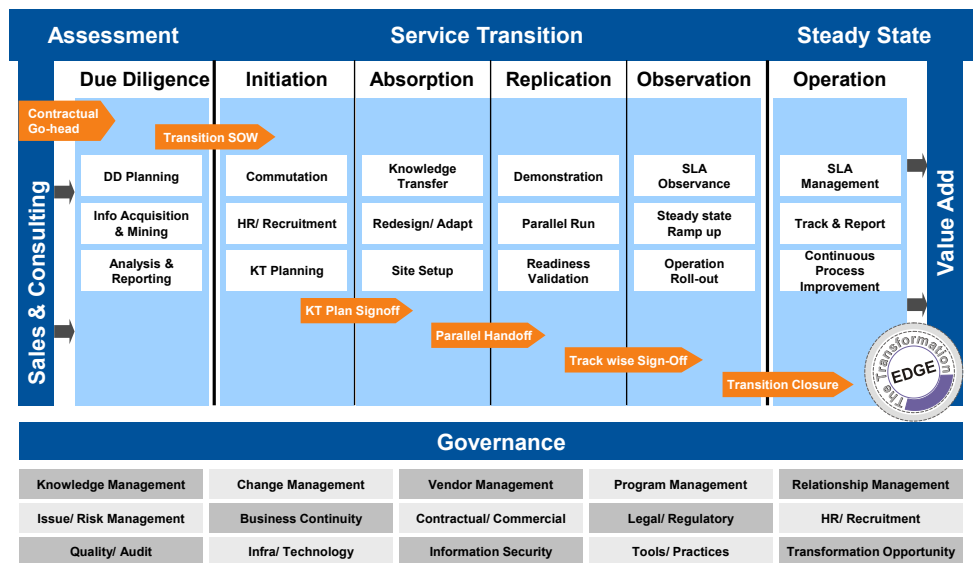 Assessment
Service Transition
Steady State
Due Diligence
Initiation
Absorption
Replication
Observation
Operation
Sales & Consulting
Value Add
Contractual
Go-head
Transition SOW
DD Planning
Commutation
Knowledge
Transfer
Demonstration
SLA
Observance
SLA
Management
Info Acquisition
& Mining
HR/ Recruitment
Redesign/ Adapt
Parallel Run
Steady state
Ramp up
Track & Report
Analysis &
Reporting
KT Planning
Site Setup
Readiness
Validation
Operation
Roll-out
Continuous
Process
Improvement
KT Plan Signoff
Parallel Handoff
Track wise Sign-Off
Transition Closure
The Transformation
EDGE
Governance
Knowledge Management
Change Management
Vendor Management
Program Management
Relationship Management
Issue/ Risk Management
Business Continuity
Contractual/ Commercial
Legal/ Regulatory
HR/ Recruitment
Quality/ Audit
Infra/ Technology
Information Security
Tools/ Practices
Transformation Opportunity